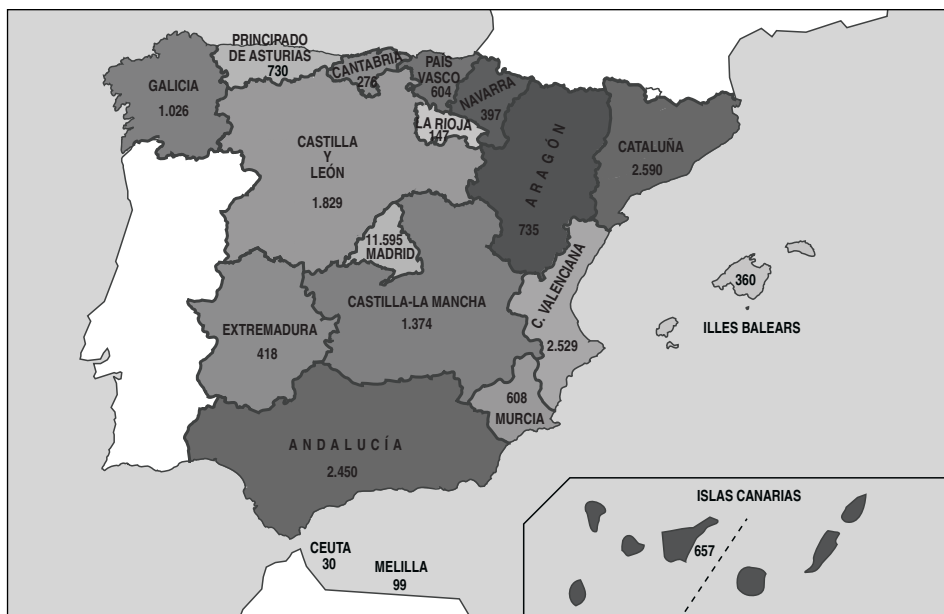 PRINCIPADO
DE ASTURIAS
730
CANTABRIA
276
PAÍS
VASCO
604
NAVARRA
397
GALICIA
1.026
LA RIOJA
147
CASTILLA
Y
LEÓN
1.829
ARAGÓN
735
CATALUÑA
2.590
11.595
MADRID
360
ILLES BALEARS
CASTILLA-LA MANCHA
1.374
C. VALENCIANA
2.529
EXTREMADURA
418
608
MURCIA
ANDALUCÍA
2.450
ISLAS CANARIAS
657
CEUTA
30
MELILLA
99